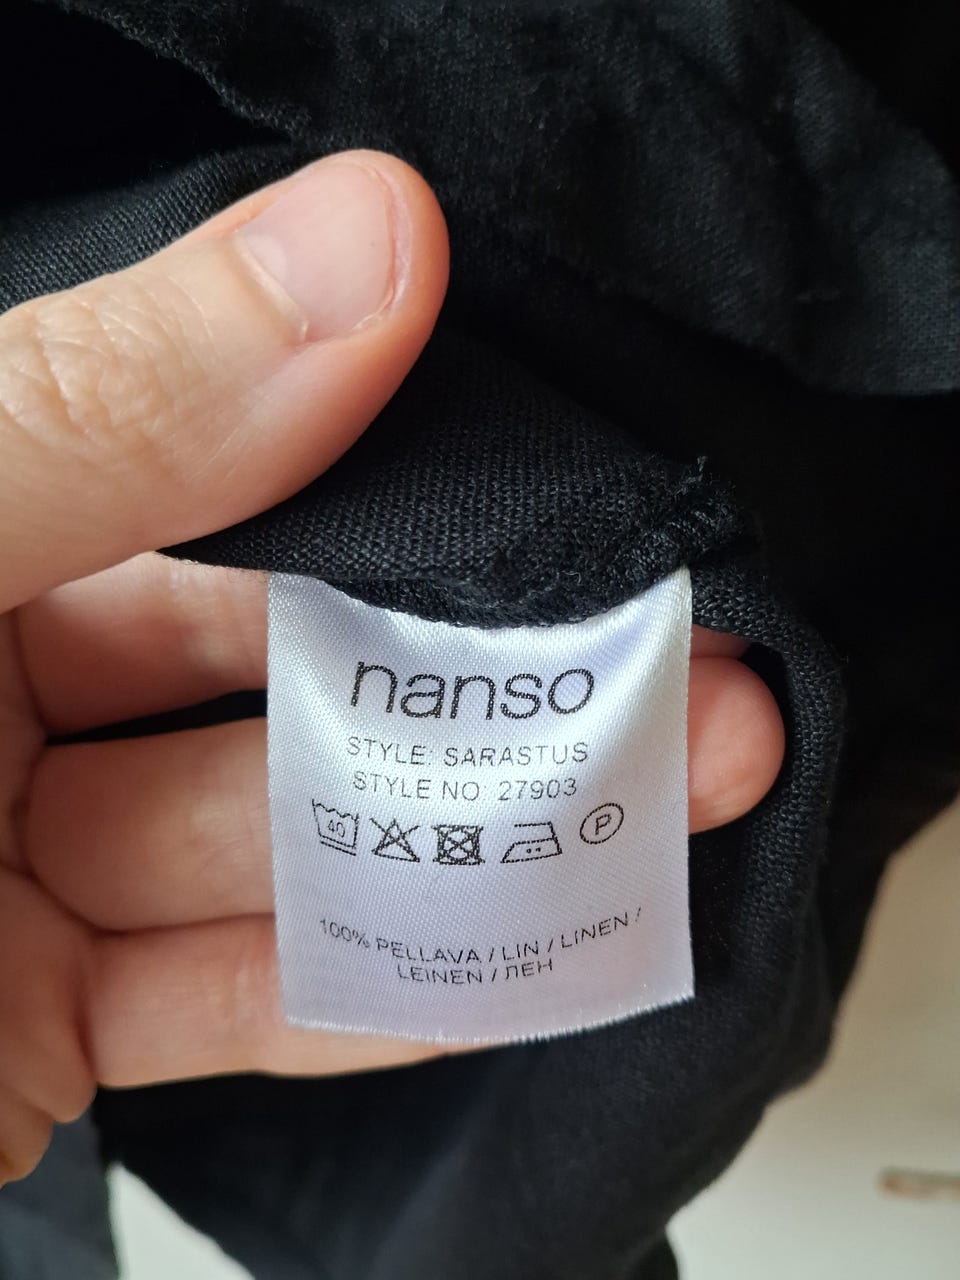 nanso
STYLE: SARASTUS
STYLE NO 27903
40 P
100% PELLAVA / LIN / LINEN /
LEINEN / ЛЕН